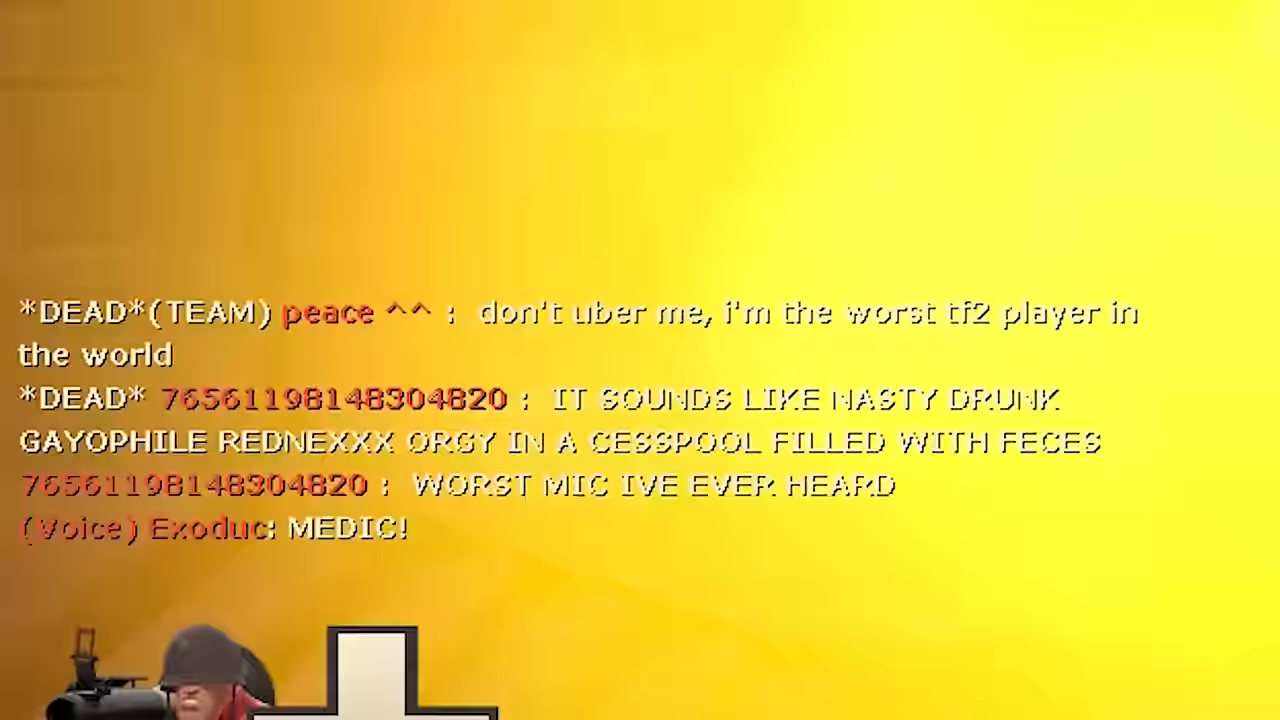 *DEAD*(TEAM) peace ^^ :  don't uber me, i'm the worst tf2 player in
the world
*DEAD* 76561198148304820 :  IT SOUNDS LIKE NASTY DRUNK
GAYOPHILE REDNEXXX ORGY IN A CESSPOOL FILLED WITH FECES
76561198148304820 :  WORST MIC IVE EVER HEARD
(Voice) Exoduc: MEDIC!